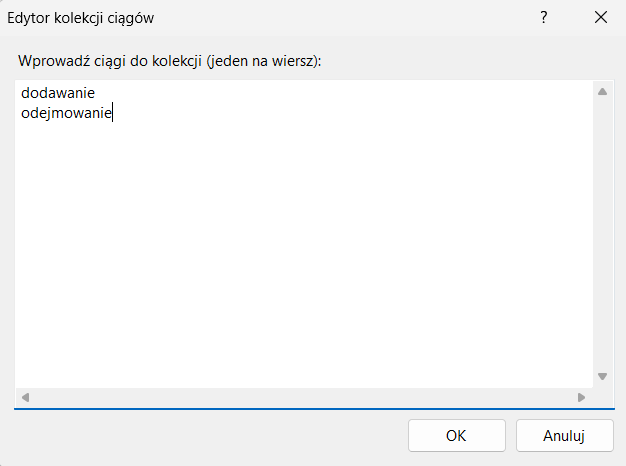 Edytor kolekcji ciągów
?
Wprowadź ciągi do kolekcji (jeden na wiersz):
dodawanie
odejmowanie
OK
Anuluj